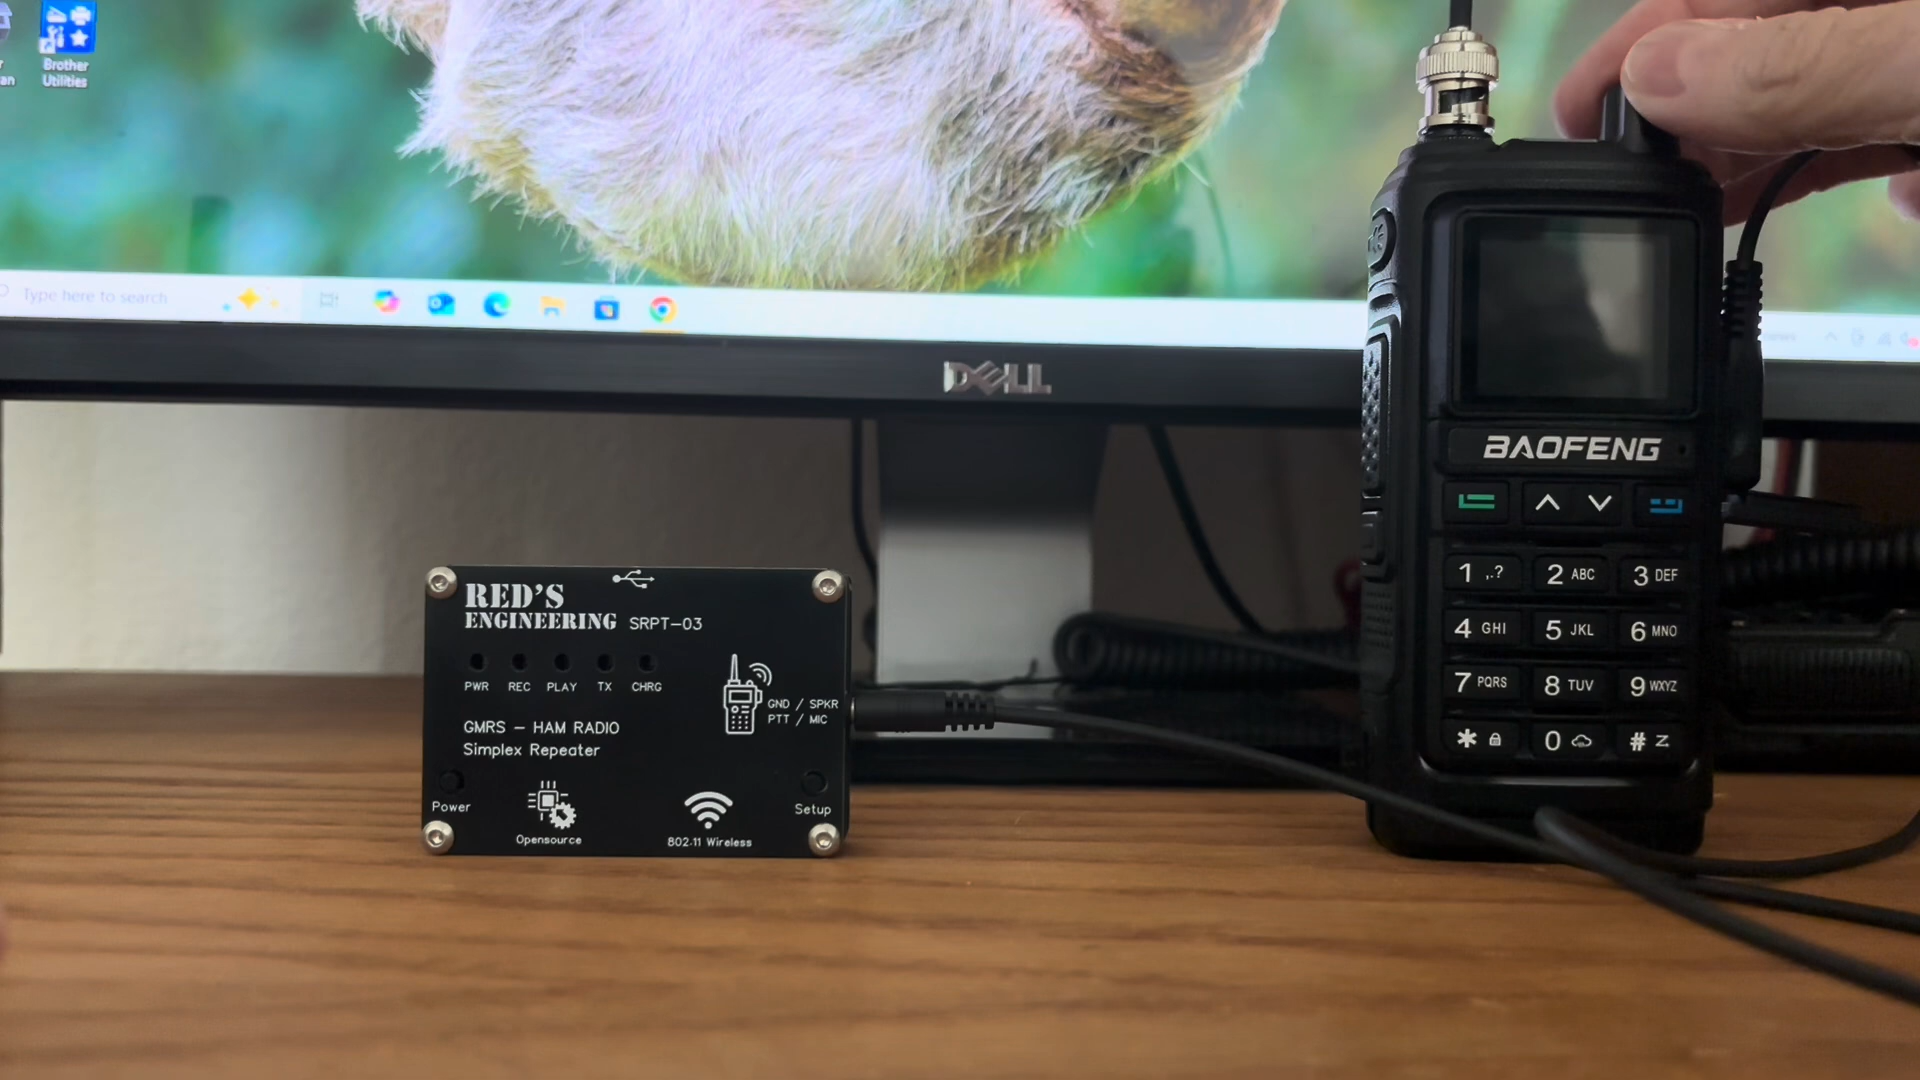 Brother
Utilities
an
Type here to search
DELL
BAOFENG
1 ,.?
2 ABC
3 DEF
4 GHI
5 JKL
6 MNO
7 PQRS
8 TUV
9 WXYZ
* 0 #
RED'S
ENGINEERING SRPT-03
PWR REC PLAY TX CHRG
GND / SPKR
PTT / MIC
GMRS - HAM RADIO
Simplex Repeater
Power
Setup
Opensource
802.11 Wireless